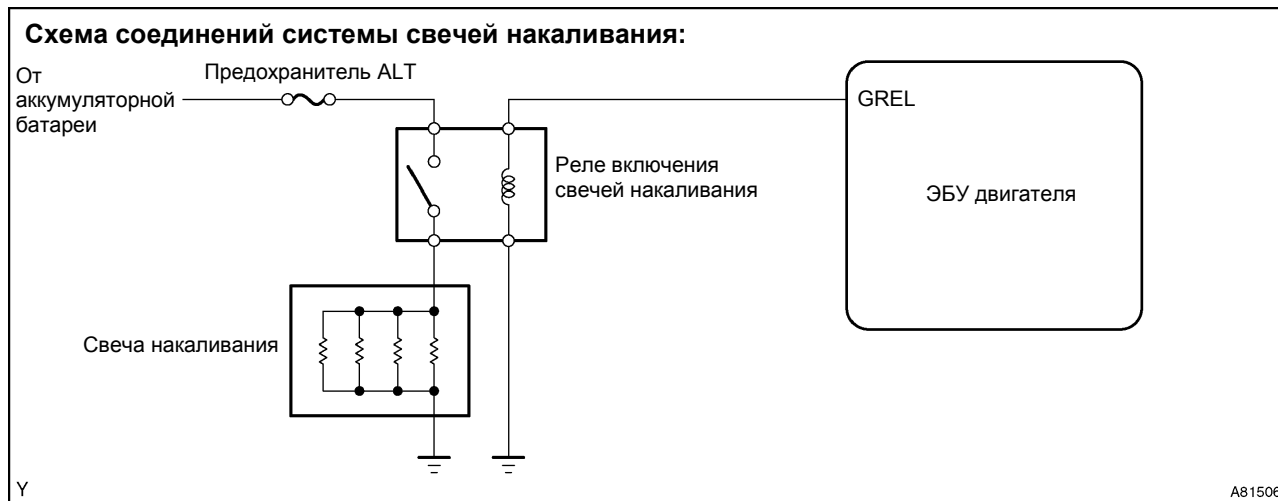 Схема соединений системы свечей накаливания:
От
аккумуляторной
батареи
Предохранитель ALT
GREL
Реле включения
свечей накаливания
ЭБУ двигателя
Свеча накаливания
Y
A81506